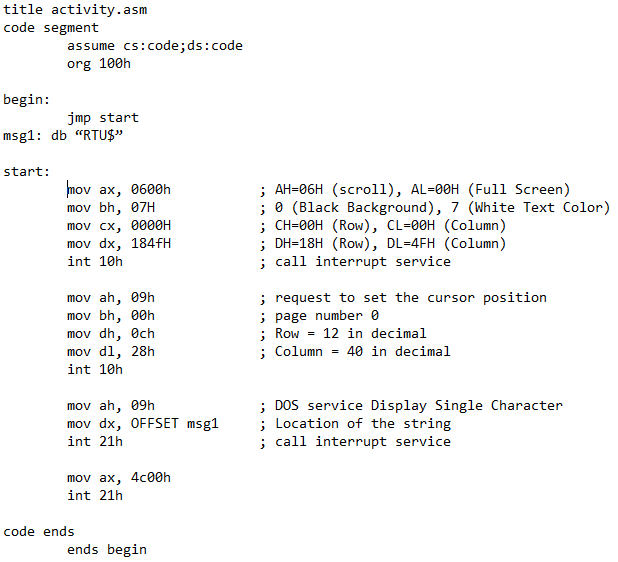 title activity.asm
code segment
        assume cs:code;ds:code
        org 100h

begin:
        jmp start
msg1: db “RTU$”

start:
        mov ax, 0600h           ; AH=06H (scroll), AL=00H (Full Screen)
        mov bh, 07H             ; 0 (Black Background), 7 (White Text Color)
        mov cx, 0000H           ; CH=00H (Row), CL=00H (Column)
        mov dx, 184fH           ; DH=18H (Row), DL=4FH (Column)
        int 10h                 ; call interrupt service

        mov ah, 09h             ; request to set the cursor position
        mov bh, 00h             ; page number 0
        mov dh, 0ch             ; Row = 12 in decimal
        mov dl, 28h             ; Column = 40 in decimal
        int 10h

        mov ah, 09h             ; DOS service Display Single Character
        mov dx, OFFSET msg1     ; Location of the string
        int 21h                 ; call interrupt service

        mov ax, 4c00h
        int 21h

code ends
        ends begin